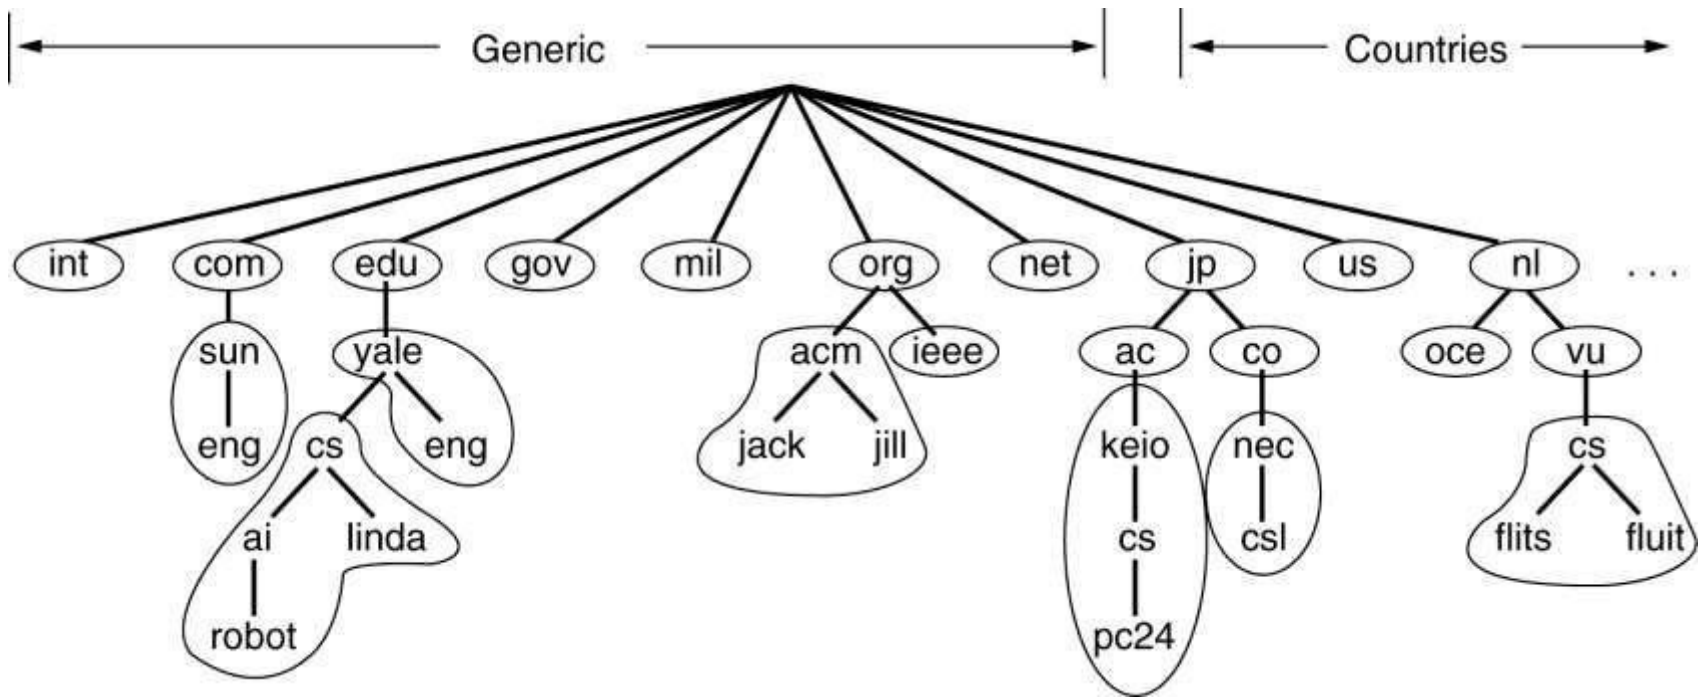 Generic Countries
int com edu gov mil org net jp us nl . . .
sun yale acm ieee ac co oce vu
eng cs eng jack jill keio nec cs
ai linda cs csl flits fluit
robot pc24